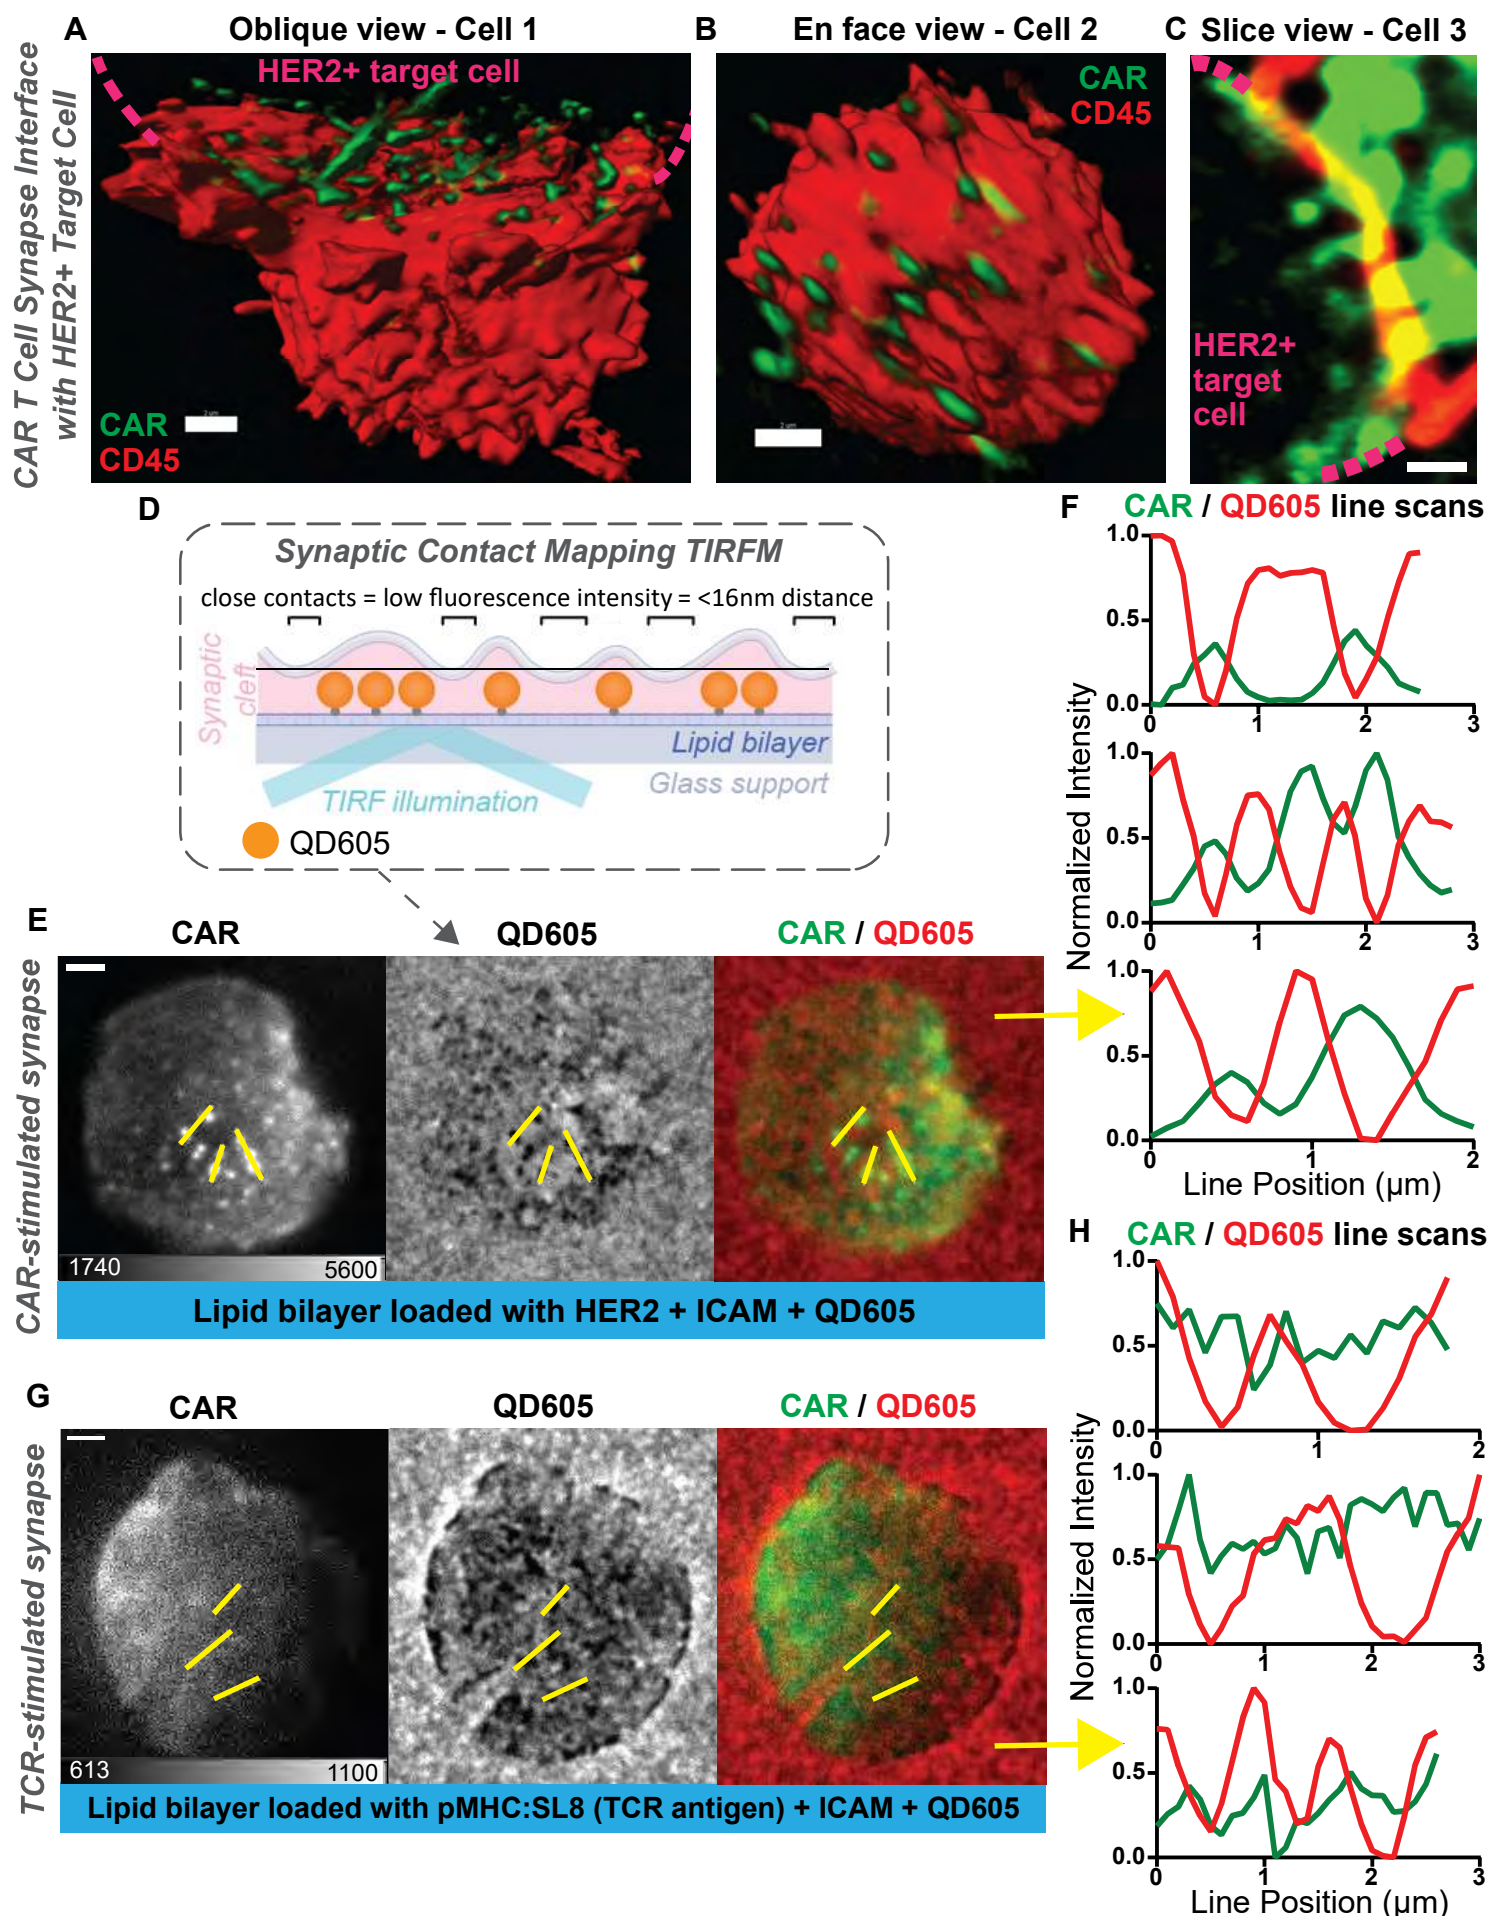 A
Oblique view - Cell 1
B
En face view - Cell 2
C
Slice view - Cell 3
CAR T Cell Synapse Interface
with HER2+ Target Cell
HER2+ target cell
CAR
CD45
2 µm
CAR
CD45
2 µm
HER2+
target
cell
D
Synaptic Contact Mapping TIRFM
close contacts = low fluorescence intensity = <16nm distance
Synaptic
cleft
Lipid bilayer
Glass support
TIRF illumination
QD605
F
CAR / QD605 line scans
Normalized Intensity
1.0
0.5
0.0
0
1
2
3
1.0
0.5
0.0
0
1
2
3
1.0
0.5
0.0
0
1
2
Line Position (µm)
E
CAR
QD605
CAR / QD605
CAR-stimulated synapse
1740
5600
Lipid bilayer loaded with HER2 + ICAM + QD605
H
CAR / QD605 line scans
Normalized Intensity
1.0
0.5
0.0
0
1
2
1.0
0.5
0.0
0
1
2
3
1.0
0.5
0.0
0
1
2
3
Line Position (µm)
G
CAR
QD605
CAR / QD605
TCR-stimulated synapse
613
1100
Lipid bilayer loaded with pMHC:SL8 (TCR antigen) + ICAM + QD605